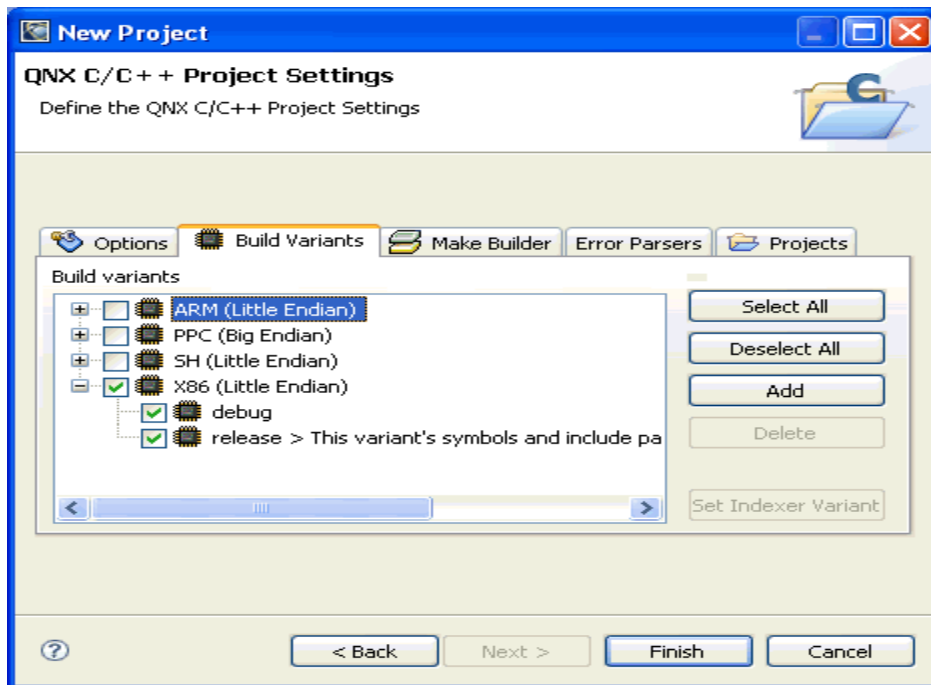 New Project
QNX C/C++ Project Settings
Define the QNX C/C++ Project Settings
Options
Build Variants
Make Builder
Error Parsers
Projects
Build variants
ARM (Little Endian)
PPC (Big Endian)
SH (Little Endian)
X86 (Little Endian)
debug
release > This variant's symbols and include pa
Select All
Deselect All
Add
Delete
Set Indexer Variant
< Back
Next >
Finish
Cancel